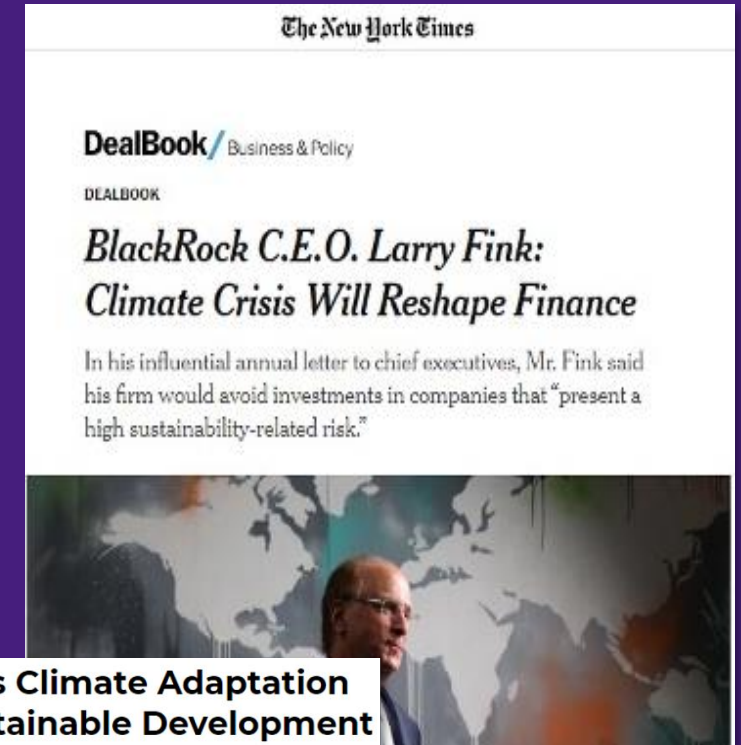 The New York Times
DealBook/ Business & Policy
DEALBOOK
BlackRock C.E.O. Larry Fink:
Climate Crisis Will Reshape Finance
In his influential annual letter to chief executives, Mr. Fink said
his firm would avoid investments in companies that “present a
high sustainability-related risk.”
s Climate Adaptation
tainable Development